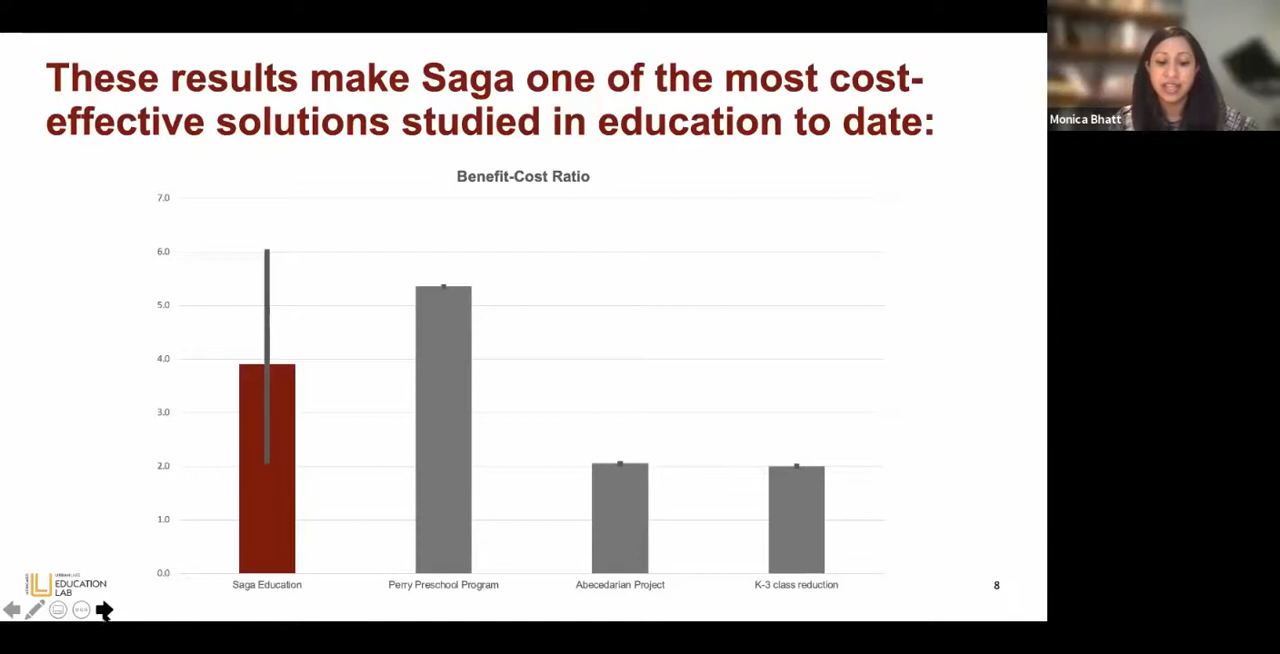 These results make Saga one of the most cost-
effective solutions studied in education to date:
Benefit-Cost Ratio
7.0
6.0
5.0
4.0
3.0
2.0
1.0
0.0
Saga Education
Perry Preschool Program
Abecedarian Project
K-3 class reduction
EDUCATION
LAB
8
Monica Bhatt